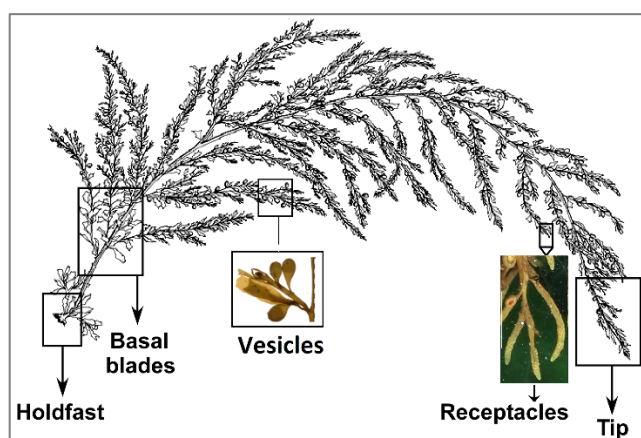 Basal
blades
Vesicles
Holdfast
Receptacles
Tip